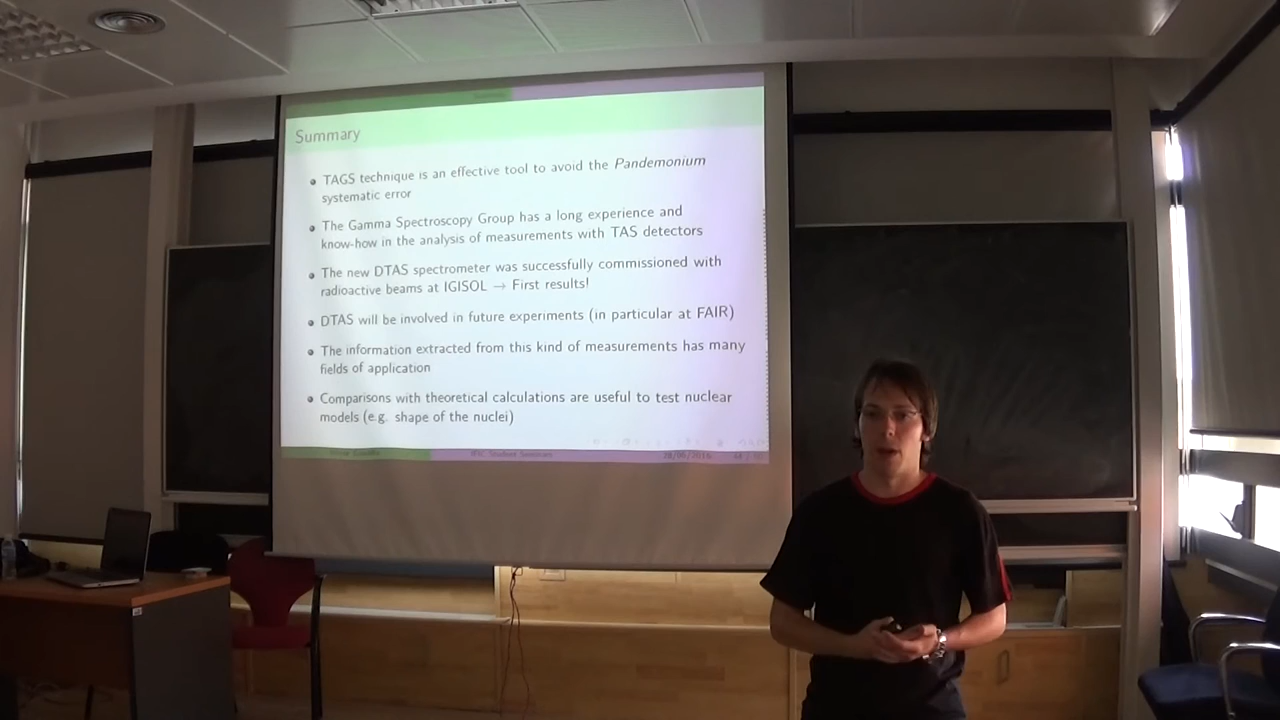 Summary
TAGS technique is an effective tool to avoid the Pandemonium
systematic error
The Gamma Spectroscopy Group has a long experience and
know-how in the analysis of measurements with TAS detectors
The new DTAS spectrometer was successfully commissioned with
radioactive beams at IGISOL → First results!
DTAS will be involved in future experiments (in particular at FAIR)
The information extracted from this kind of measurements has many
fields of application
Comparisons with theoretical calculations are useful to test nuclear
models (e.g. shape of the nuclei)
Student Seminars